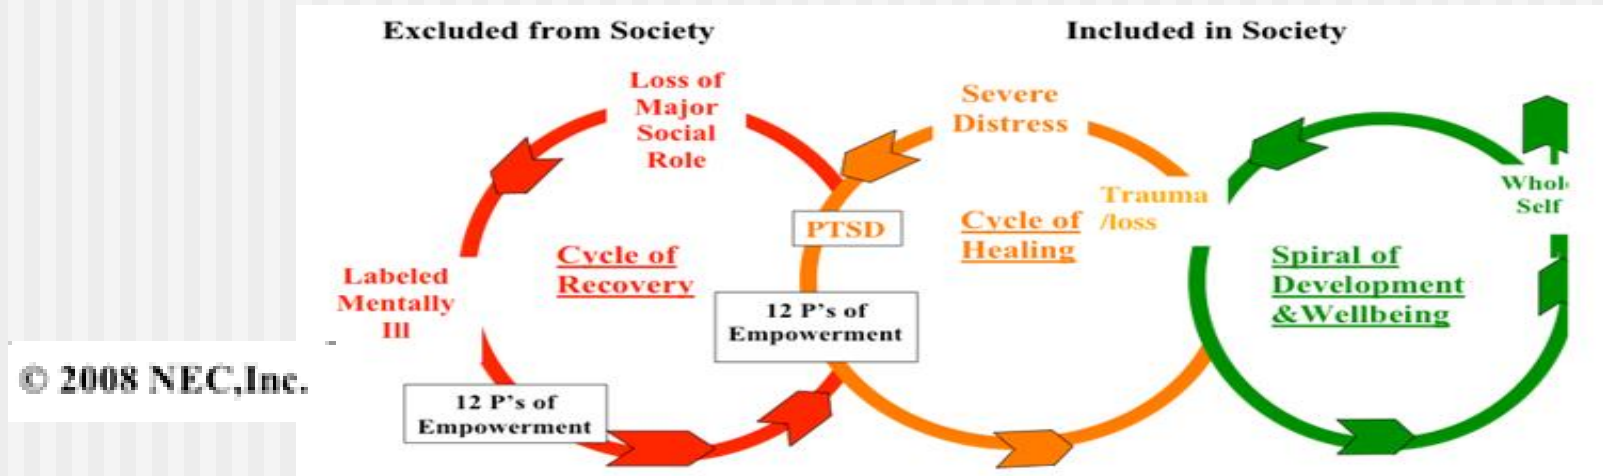 Excluded from Society
Included in Society
Loss of
Major
Social
Role
Severe
Distress
Trauma
/loss
Whol
Self
PTSD
Cycle of
Healing
Cycle of
Recovery
Spiral of
Development
&Wellbeing
Labeled
Mentally
Ill
12 P's of
Empowerment
12 P's of
Empowerment
© 2008 NEC,Inc.